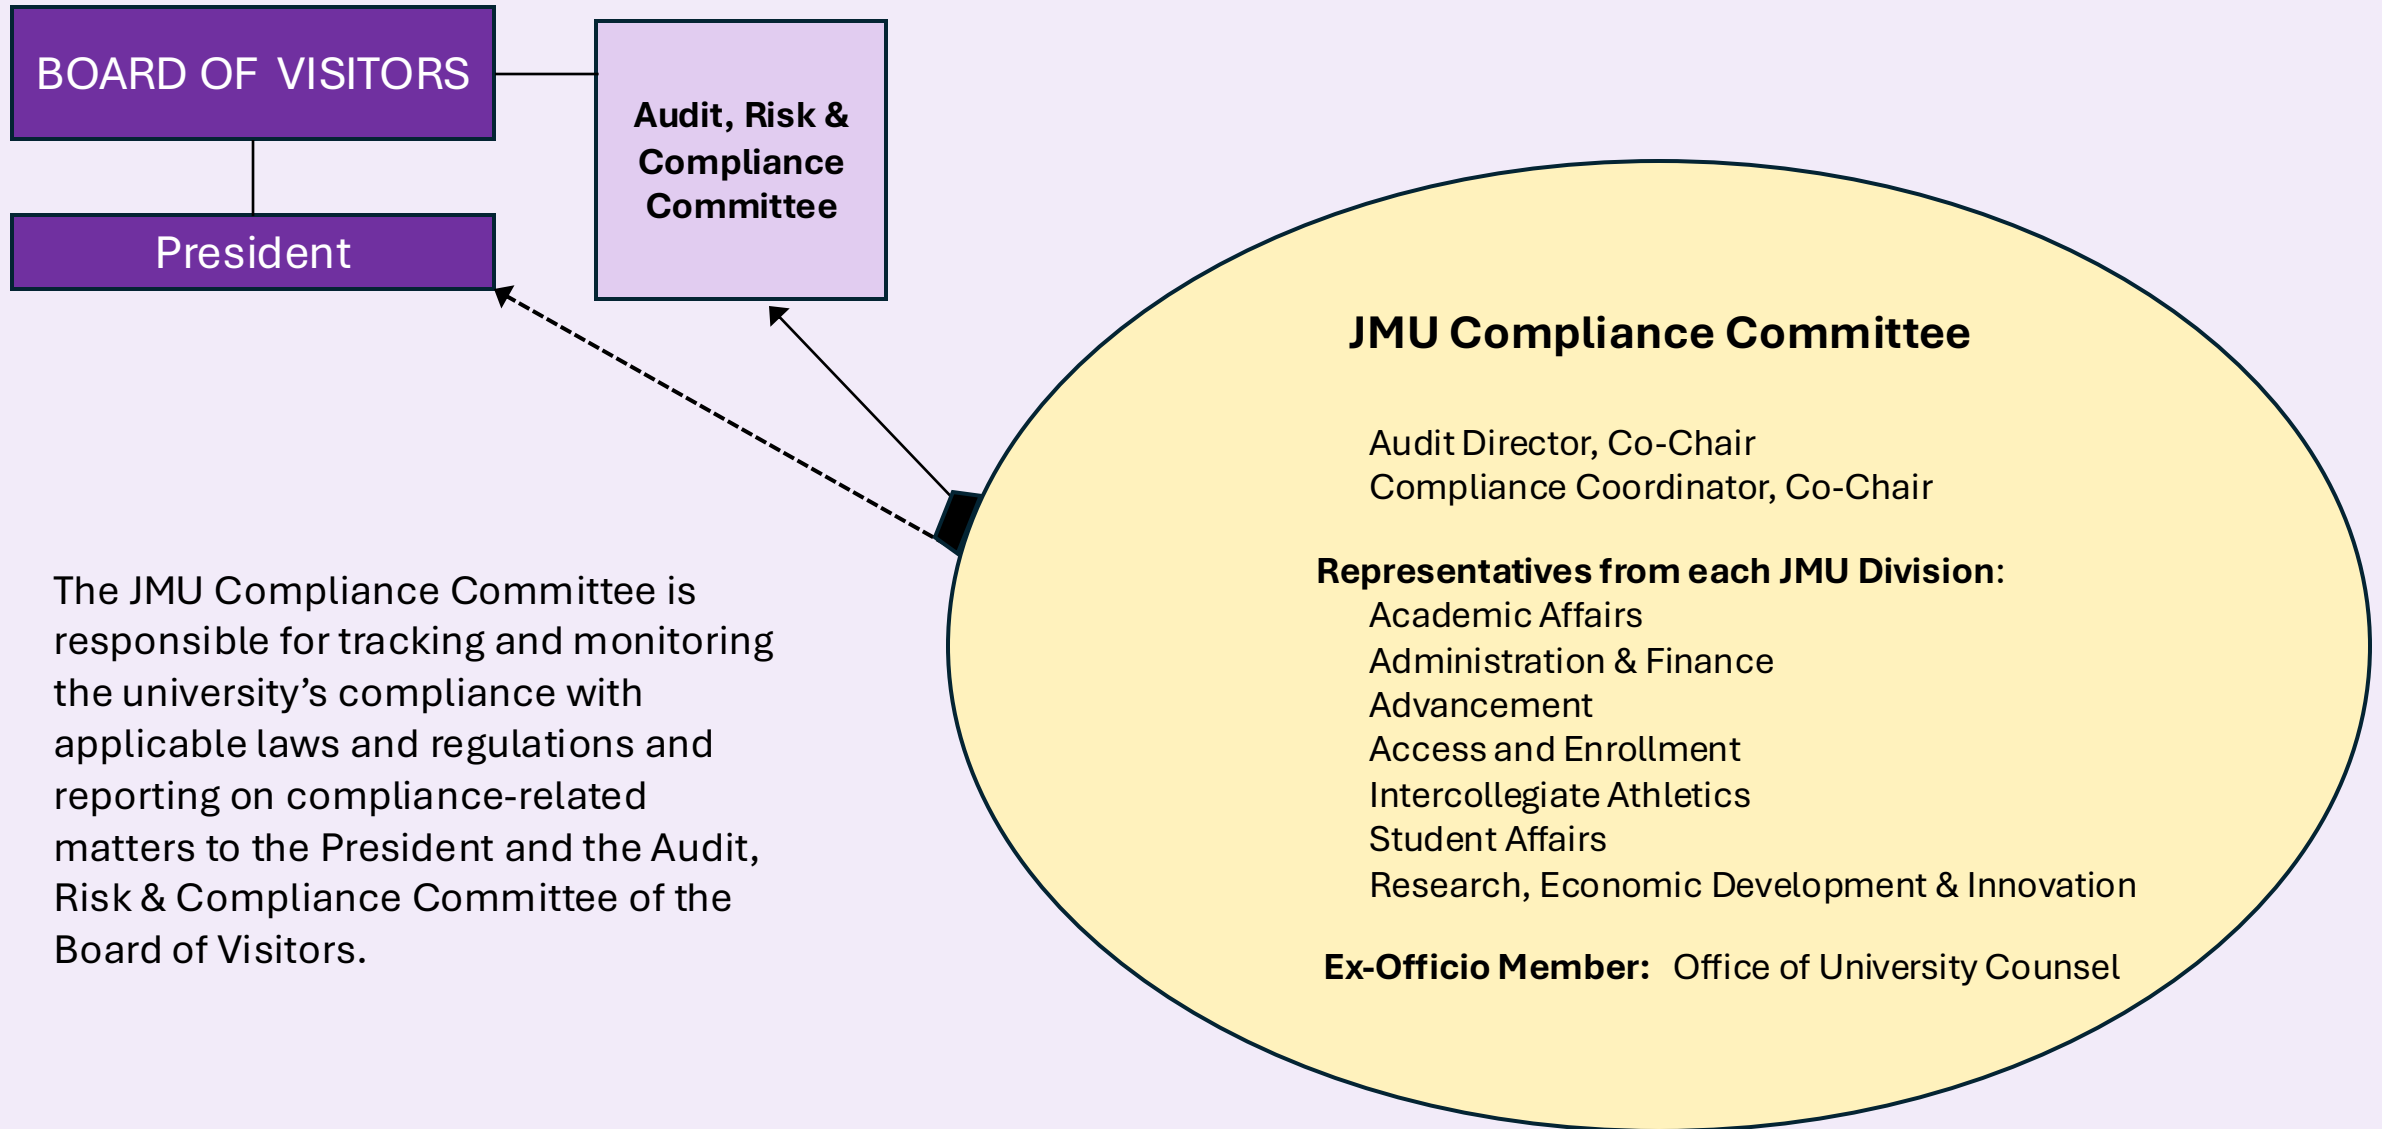 BOARD OF VISITORS
Audit, Risk &
Compliance
Committee
President
JMU Compliance Committee
Audit Director, Co-Chair
Compliance Coordinator, Co-Chair
Representatives from each JMU Division:
Academic Affairs
Administration & Finance
Advancement
Access and Enrollment
Intercollegiate Athletics
Student Affairs
Research, Economic Development & Innovation
Ex-Officio Member: Office of University Counsel
The JMU Compliance Committee is
responsible for tracking and monitoring
the university’s compliance with
applicable laws and regulations and
reporting on compliance-related
matters to the President and the Audit,
Risk & Compliance Committee of the
Board of Visitors.